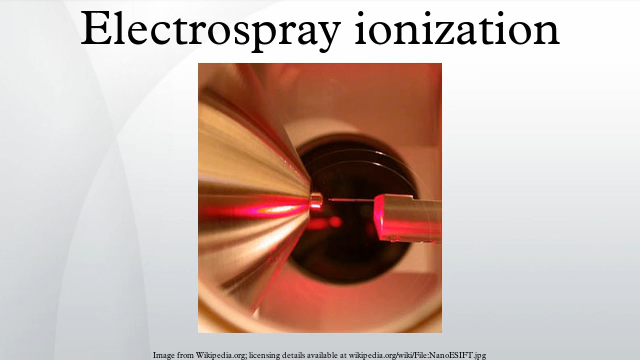 Electrospray ionization
Image from Wikipedia.org; licensing details available at wikipedia.org/wiki/File:NanoESIFT.jpg